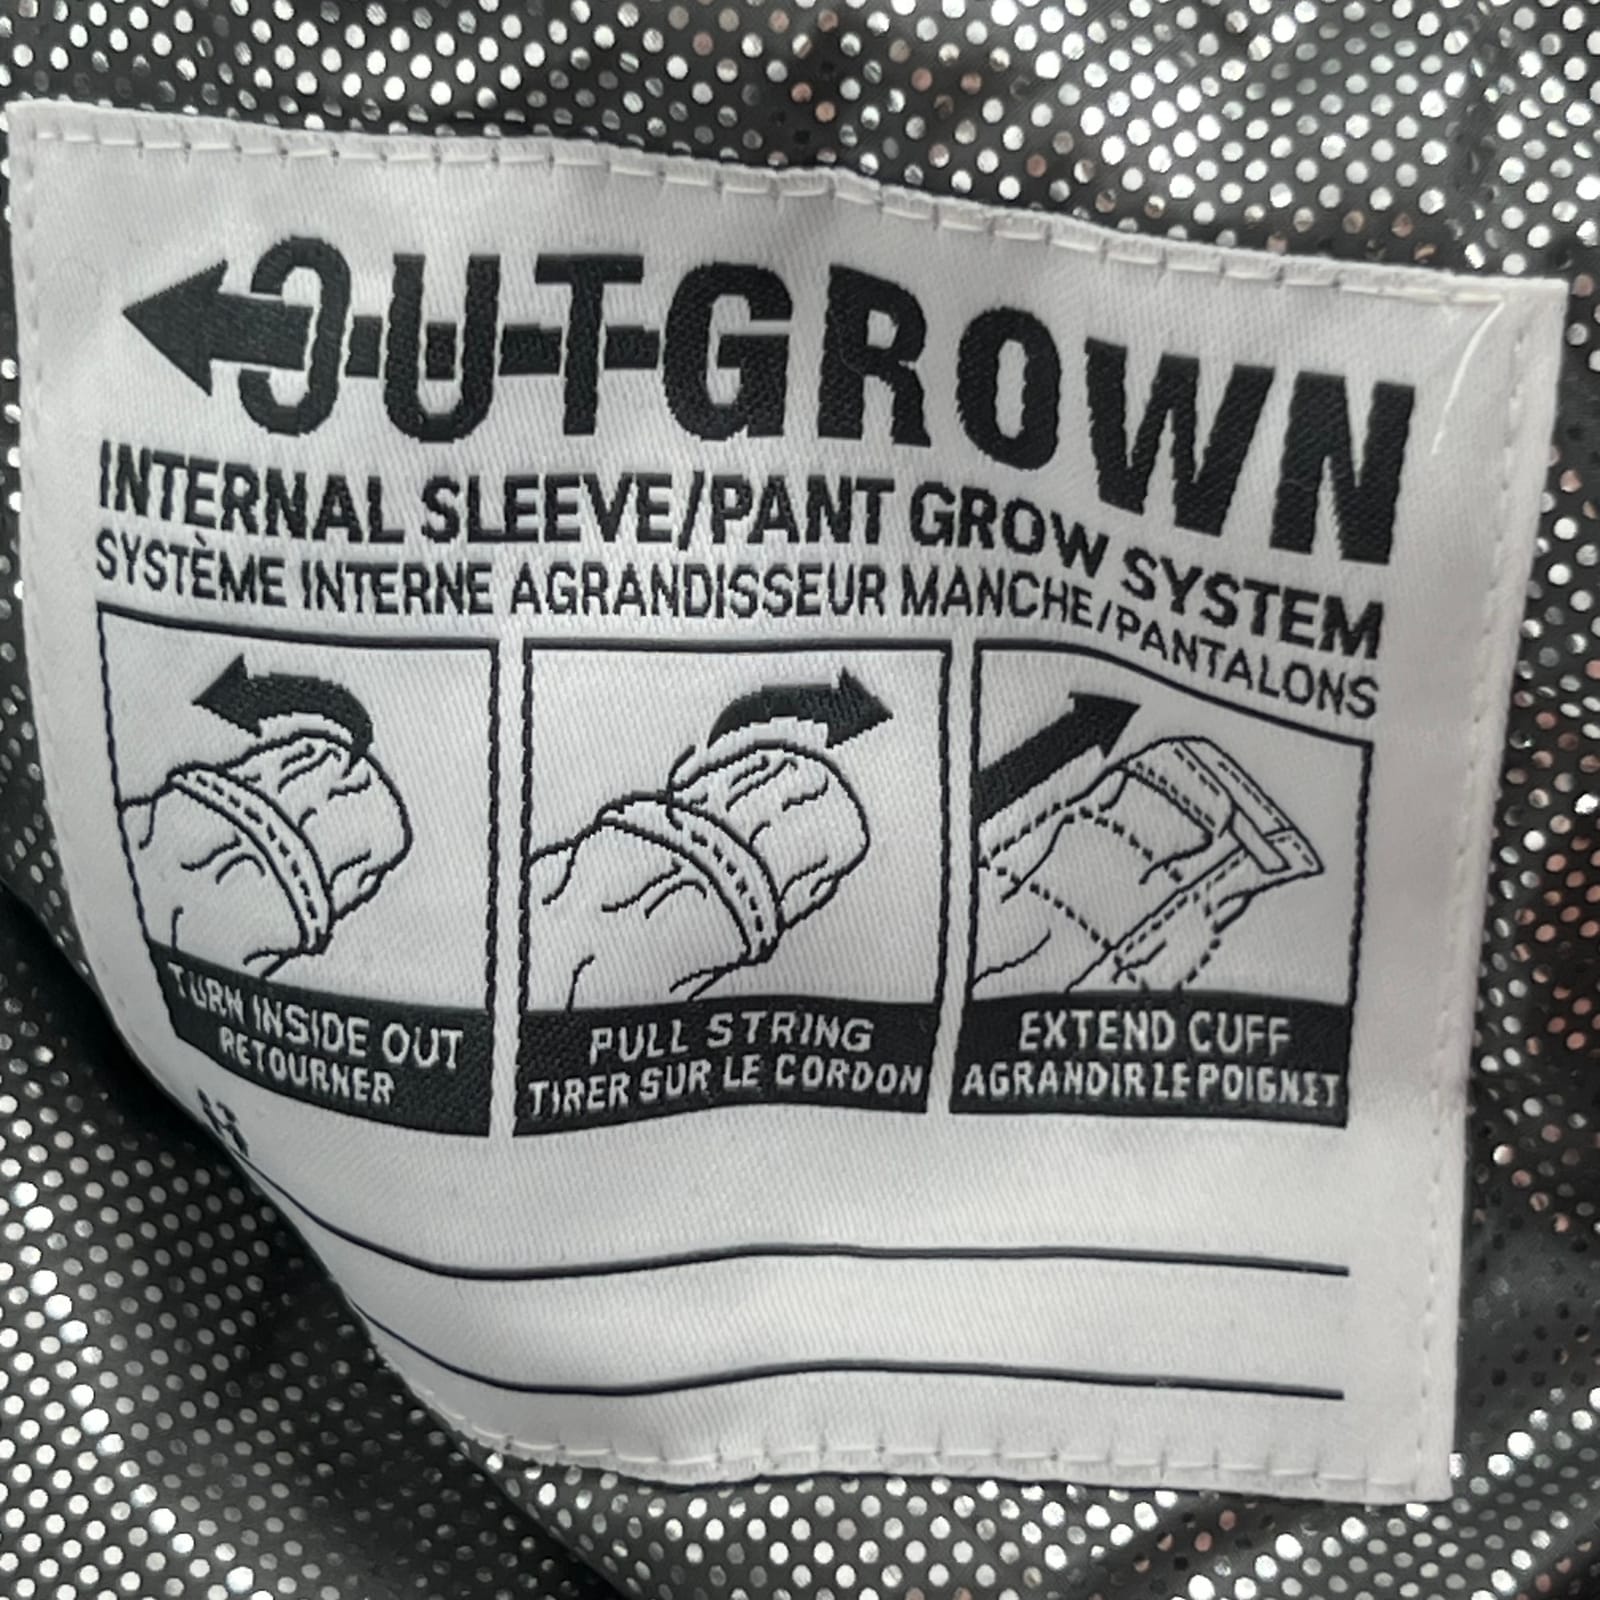 OUTGROWN
INTERNAL SLEEVE/PANT GROW SYSTEM
SYSTÈME INTERNE AGRANDISSEUR MANCHE/PANTALONS
TURN INSIDE OUT
RETOURNER
PULL STRING
TIRER SUR LE CORDON
EXTEND CUFF
AGRANDIR LE POIGNET